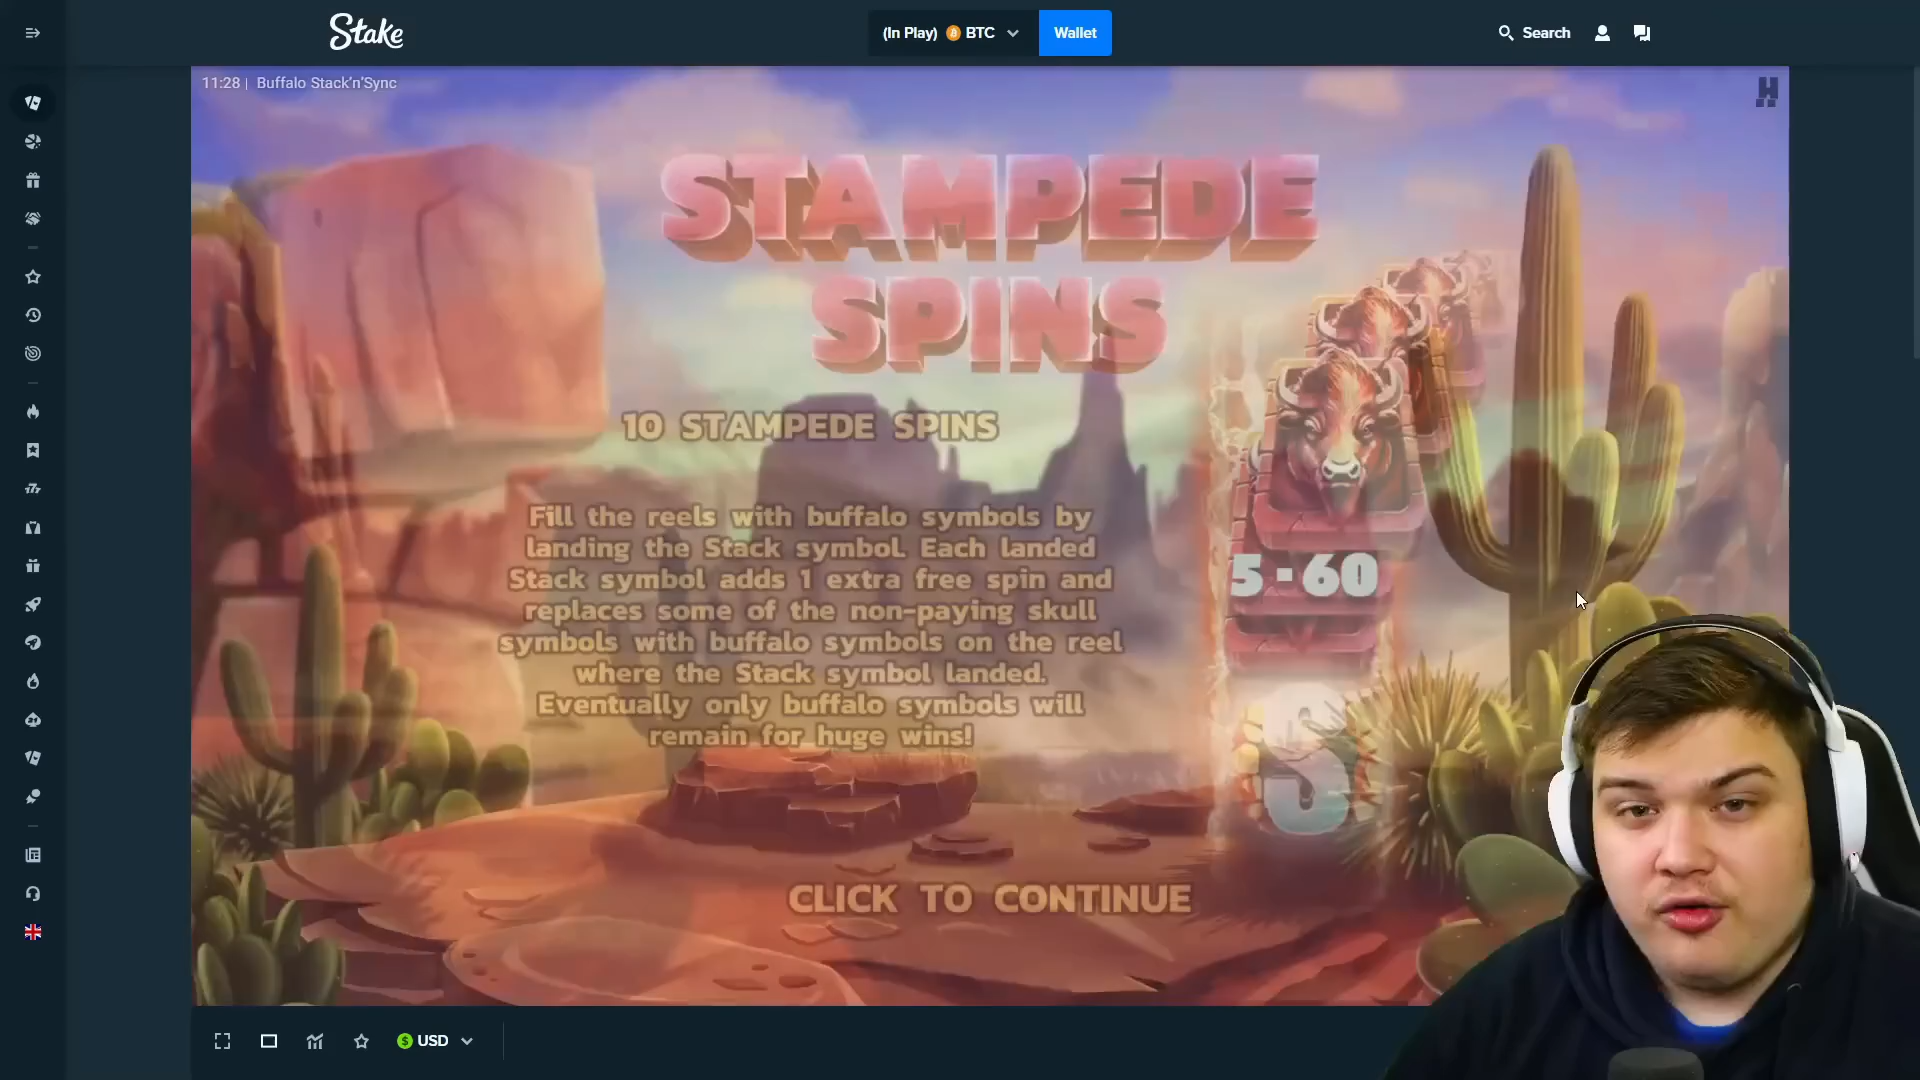 Stake
(In Play) BTC
Wallet
Search
11:28 | Buffalo Stack'n'Sync
H
STAMPEDE
SPINS
10 STAMPEDE SPINS
Fill the reels with buffalo symbols by
landing the Stack symbol. Each landed
Stack symbol adds 1 extra free spin and
replaces some of the non-paying skull
symbols with buffalo symbols on the reel
where the Stack symbol landed.
Eventually only buffalo symbols will
remain for huge wins!
5-60
S
CLICK TO CONTINUE
$ USD